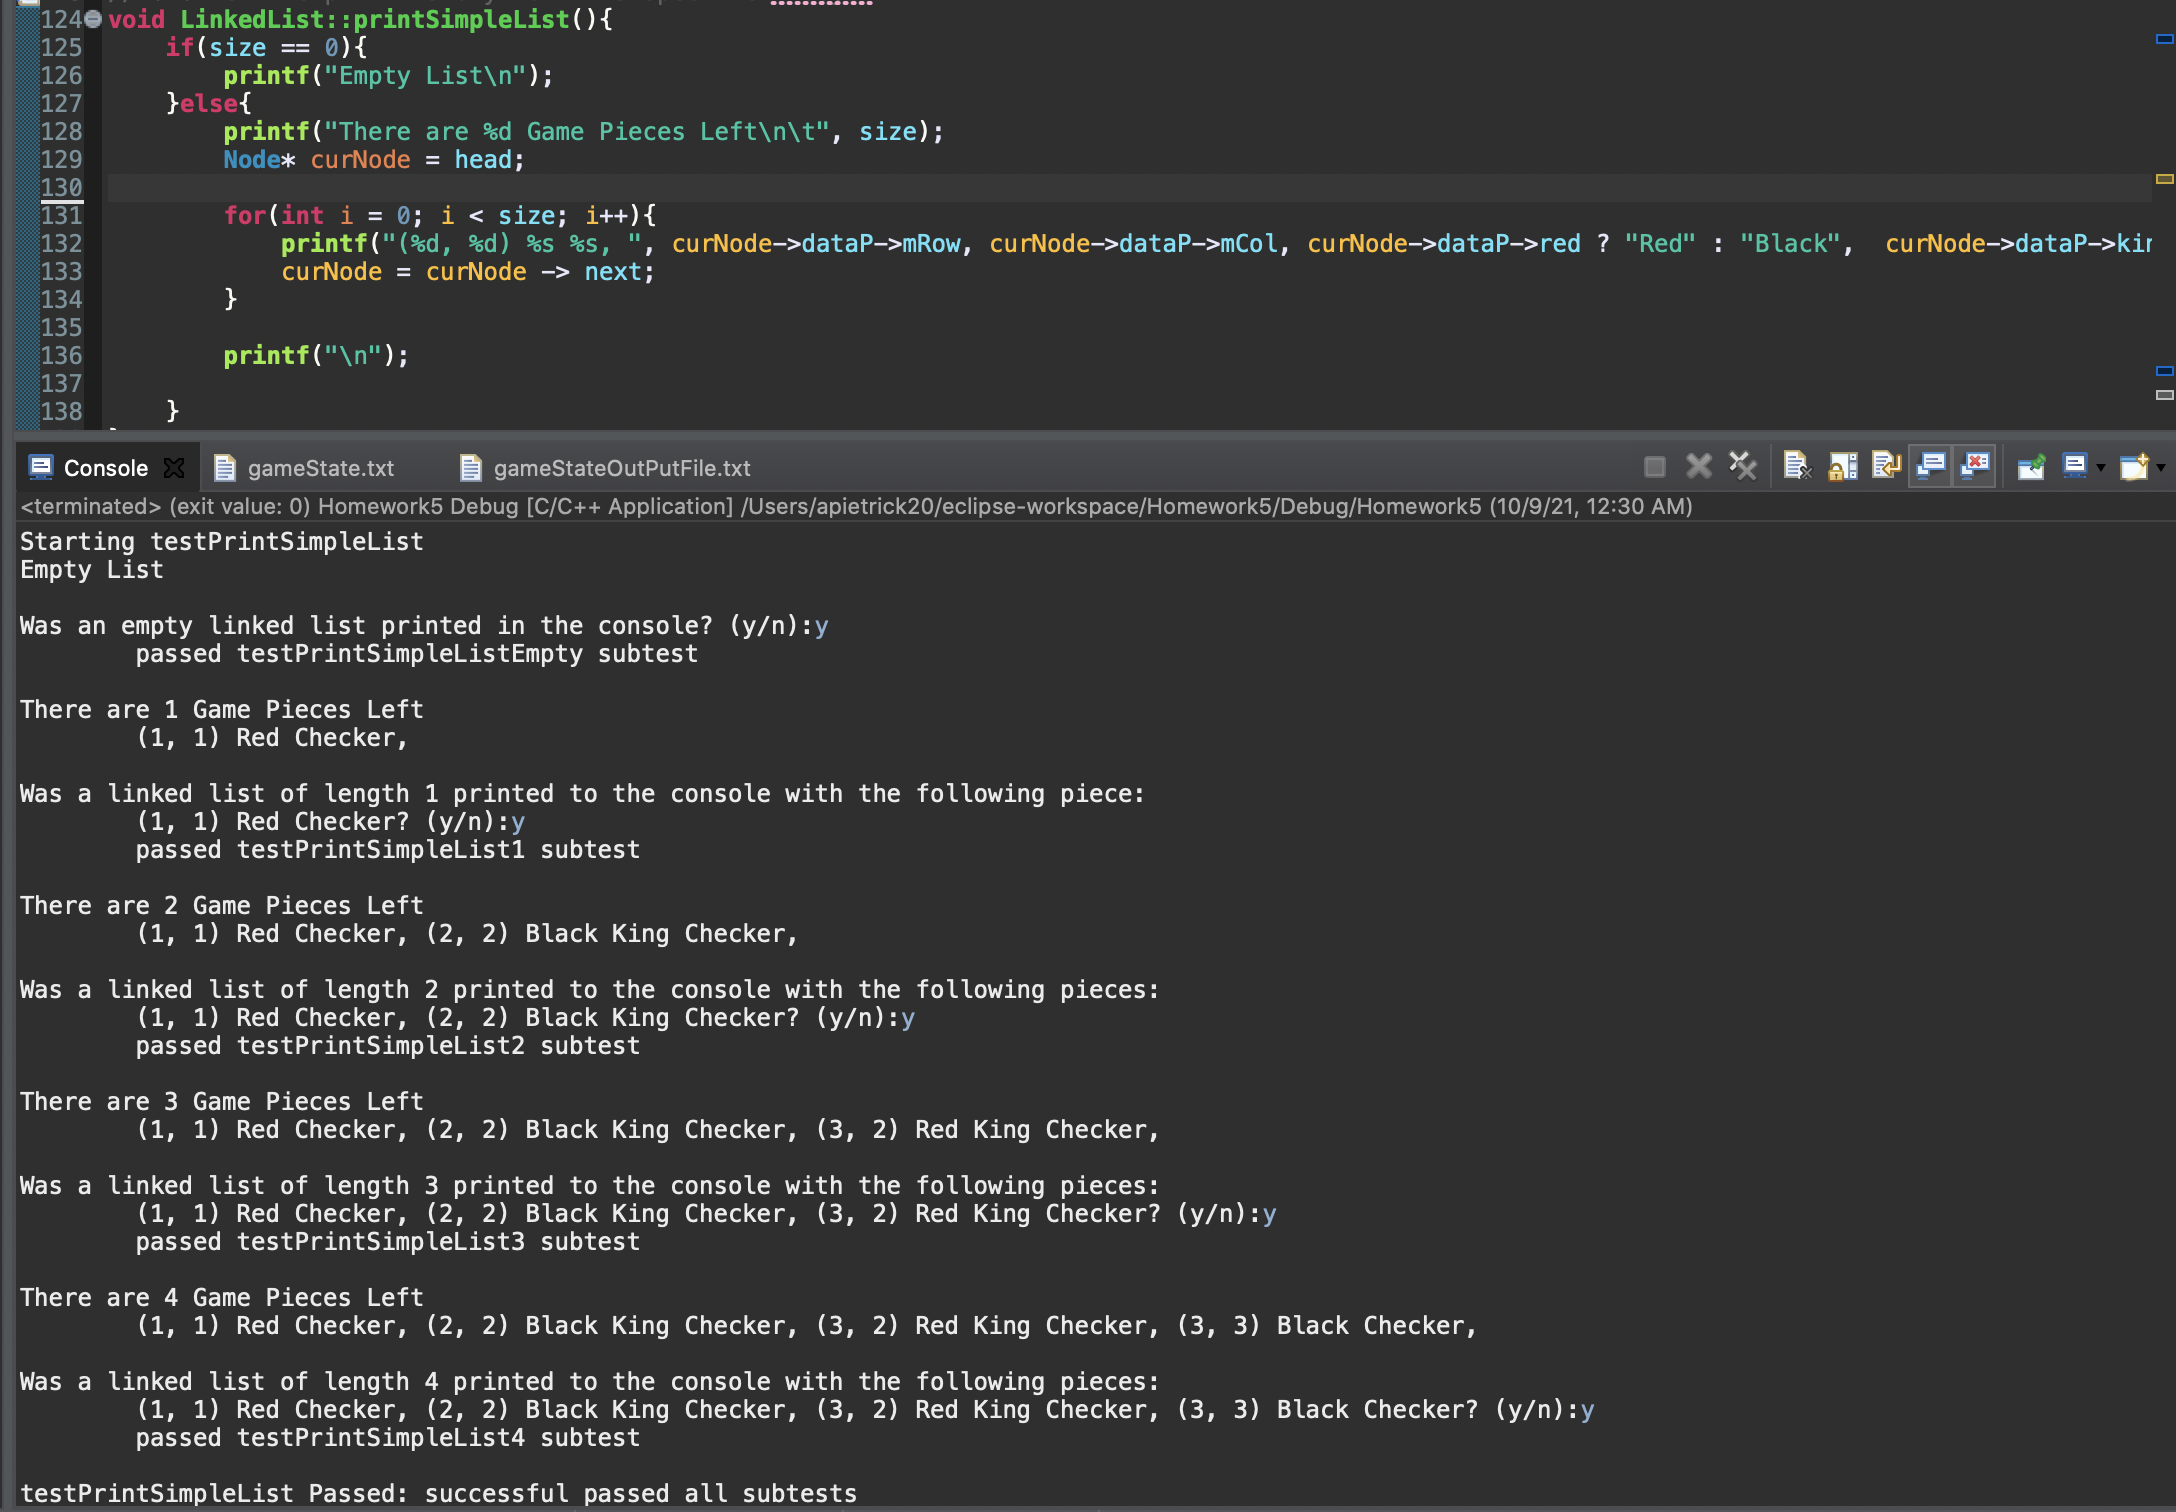 124 void LinkedList::printSimpleList(){
125     if(size == 0){
126         printf("Empty List\n");
127     }else{
128         printf("There are %d Game Pieces Left\n\t", size);
129         Node* curNode = head;
130
131         for(int i = 0; i < size; i++){
132             printf("(%d, %d) %s %s, ", curNode->dataP->mRow, curNode->dataP->mCol, curNode->dataP->red ? "Red" : "Black",  curNode->dataP->kin
133             curNode = curNode -> next;
134         }
135
136         printf("\n");
137
138     }
Console gameState.txt gameStateOutPutFile.txt
<terminated> (exit value: 0) Homework5 Debug [C/C++ Application] /Users/apietrick20/eclipse-workspace/Homework5/Debug/Homework5 (10/9/21, 12:30 AM)
Starting testPrintSimpleList
Empty List
Was an empty linked list printed in the console? (y/n):y
        passed testPrintSimpleListEmpty subtest
There are 1 Game Pieces Left
        (1, 1) Red Checker,
Was a linked list of length 1 printed to the console with the following piece:
        (1, 1) Red Checker? (y/n):y
        passed testPrintSimpleList1 subtest
There are 2 Game Pieces Left
        (1, 1) Red Checker, (2, 2) Black King Checker,
Was a linked list of length 2 printed to the console with the following pieces:
        (1, 1) Red Checker, (2, 2) Black King Checker? (y/n):y
        passed testPrintSimpleList2 subtest
There are 3 Game Pieces Left
        (1, 1) Red Checker, (2, 2) Black King Checker, (3, 2) Red King Checker,
Was a linked list of length 3 printed to the console with the following pieces:
        (1, 1) Red Checker, (2, 2) Black King Checker, (3, 2) Red King Checker? (y/n):y
        passed testPrintSimpleList3 subtest
There are 4 Game Pieces Left
        (1, 1) Red Checker, (2, 2) Black King Checker, (3, 2) Red King Checker, (3, 3) Black Checker,
Was a linked list of length 4 printed to the console with the following pieces:
        (1, 1) Red Checker, (2, 2) Black King Checker, (3, 2) Red King Checker, (3, 3) Black Checker? (y/n):y
        passed testPrintSimpleList4 subtest
testPrintSimpleList Passed: successful passed all subtests